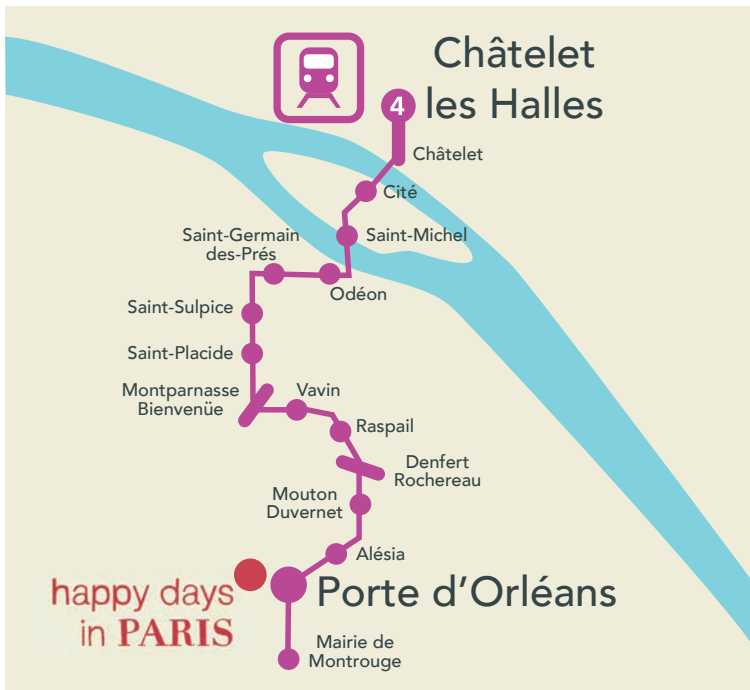 Châtelet
les Halles
4
Châtelet
Cité
Saint-Michel
Saint-Germain
des-Prés
Odéon
Saint-Sulpice
Saint-Placide
Montparnasse
Bienvenüe
Vavin
Raspail
Denfert
Rochereau
Mouton
Duvernet
Alésia
Porte d'Orléans
happy days
in PARIS
Mairie de
Montrouge